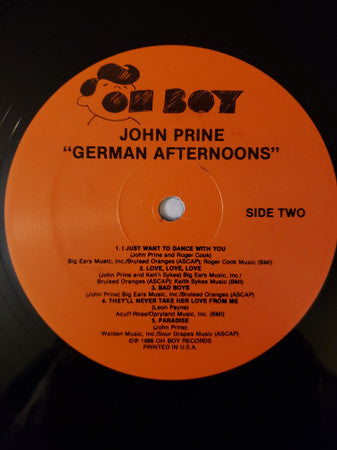 OH BOY
JOHN PRINE
"GERMAN AFTERNOONS"
SIDE TWO
1. I JUST WANT TO DANCE WITH YOU
(John Prine and Roger Cook)
Big Ears Music, Inc./Bruised Oranges (ASCAP); Roger Cook Music (BMI)
2. LOVE, LOVE, LOVE
(John Prine and Keith Sykes) Big Ears Music, Inc./
Bruised Oranges (ASCAP); Keith Sykes Music (BMI)
3. BAD BOYS
(John Prine) Big Ears Music, Inc./Bruised Oranges (ASCAP)
4. THEY'LL NEVER TAKE HER LOVE FROM ME
(Leon Payne)
Acuff-Rose/Opryland Music, Inc. (BMI)
5. PARADISE
(John Prine)
Walden Music, Inc./Sour Grapes Music (ASCAP)
©℗ 1986 OH BOY RECORDS
PRINTED IN U.S.A.